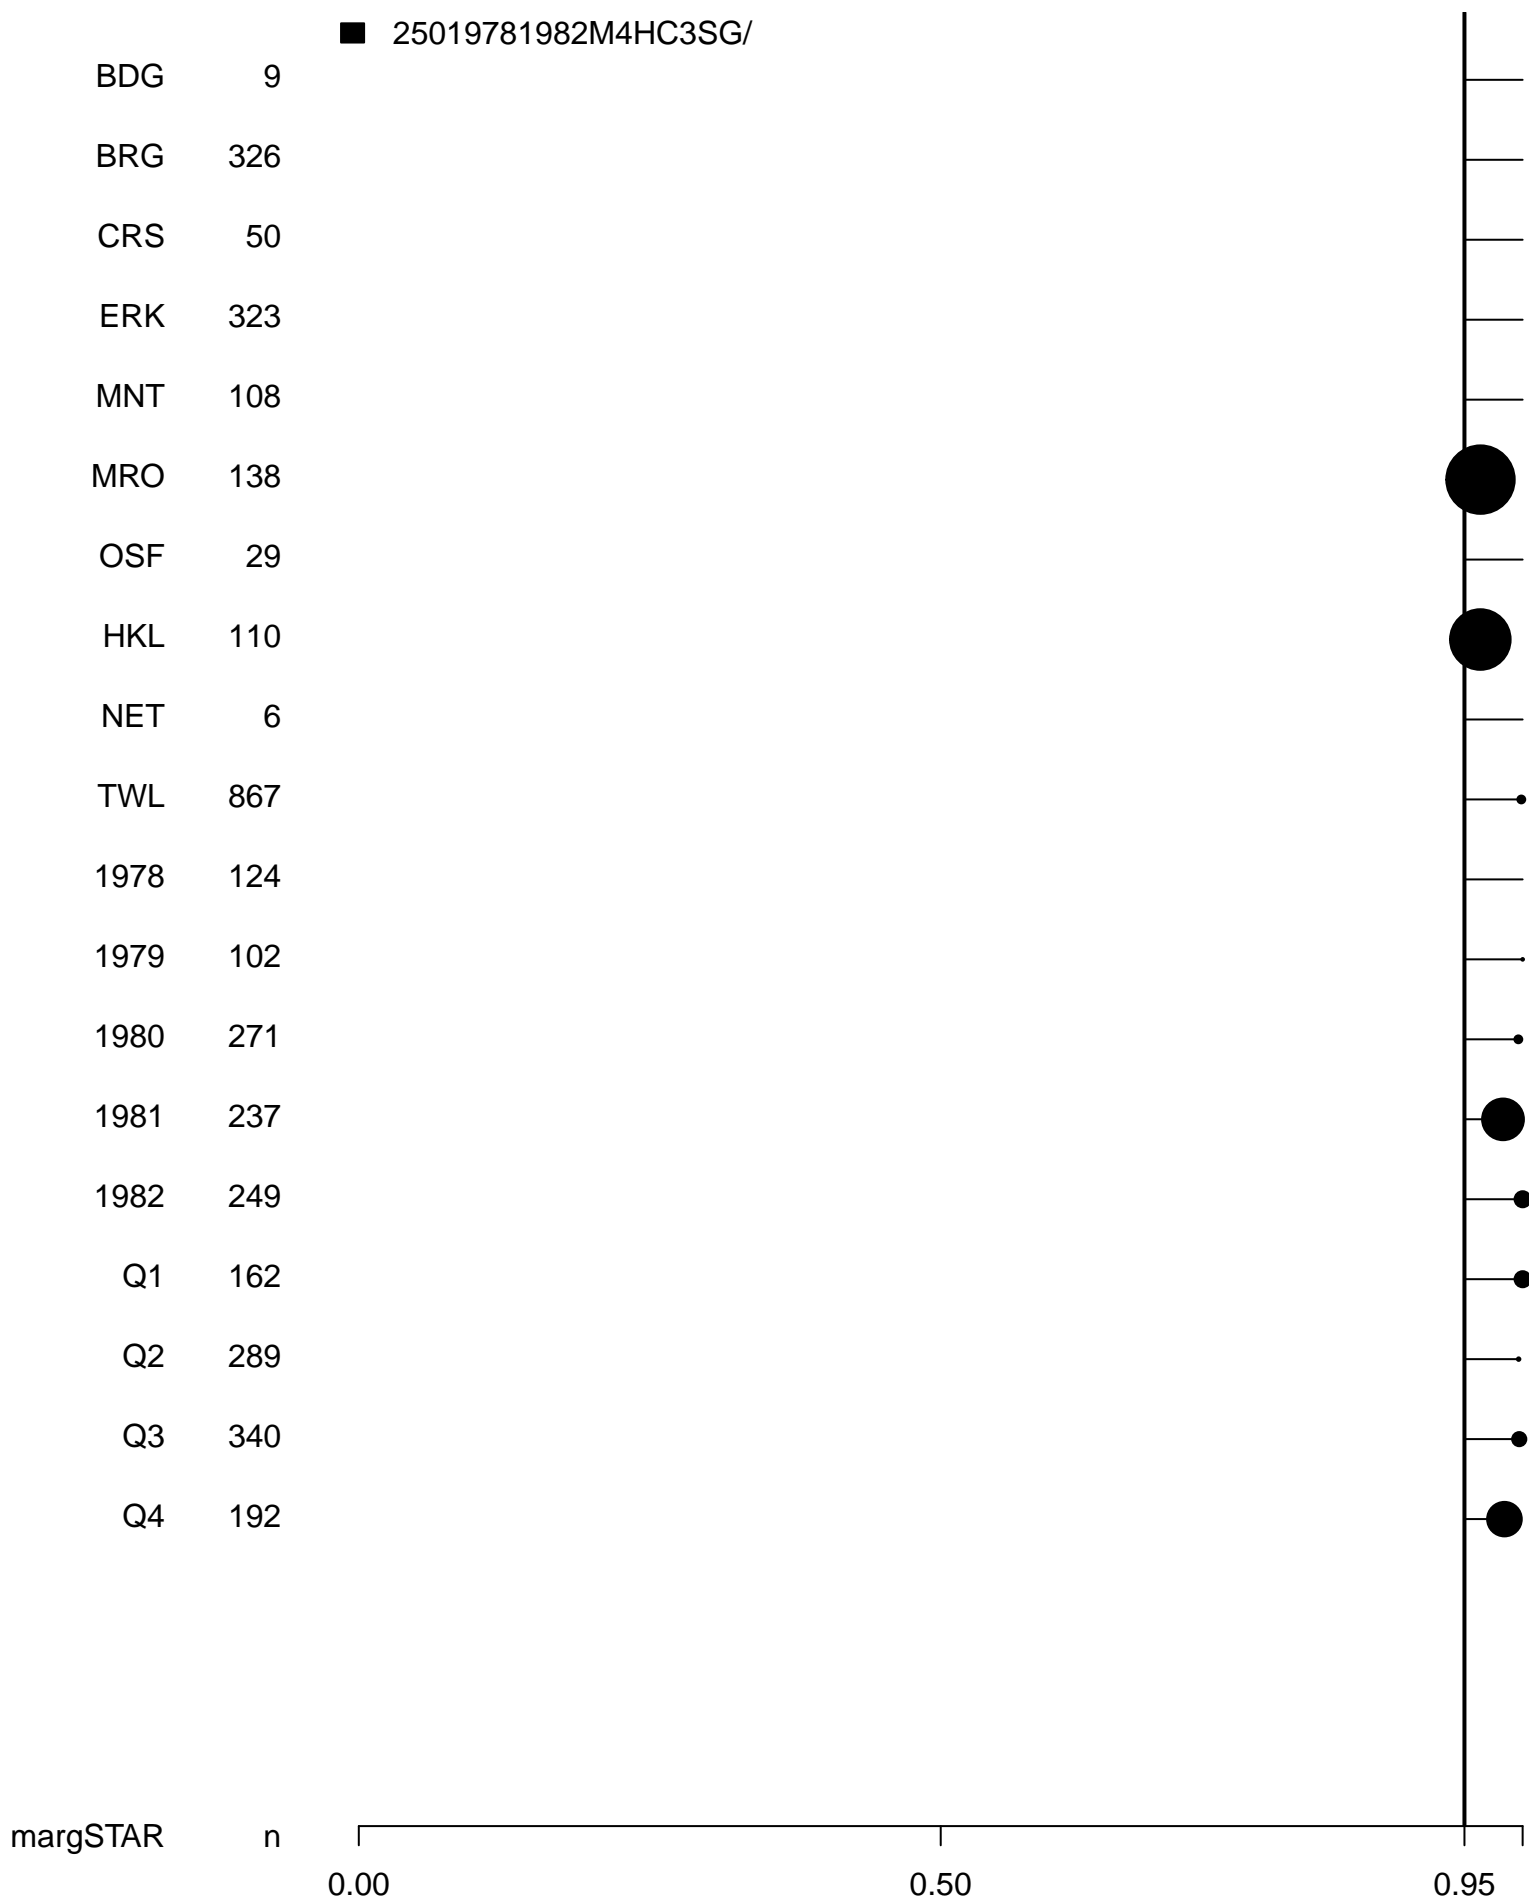 25019781982M4HC3SG/
BDG 9
BRG 326
CRS 50
ERK 323
MNT 108
MRO 138
OSF 29
HKL 110
NET 6
TWL 867
1978 124
1979 102
1980 271
1981 237
1982 249
Q1 162
Q2 289
Q3 340
Q4 192
margSTAR n
0.00 0.50 0.95